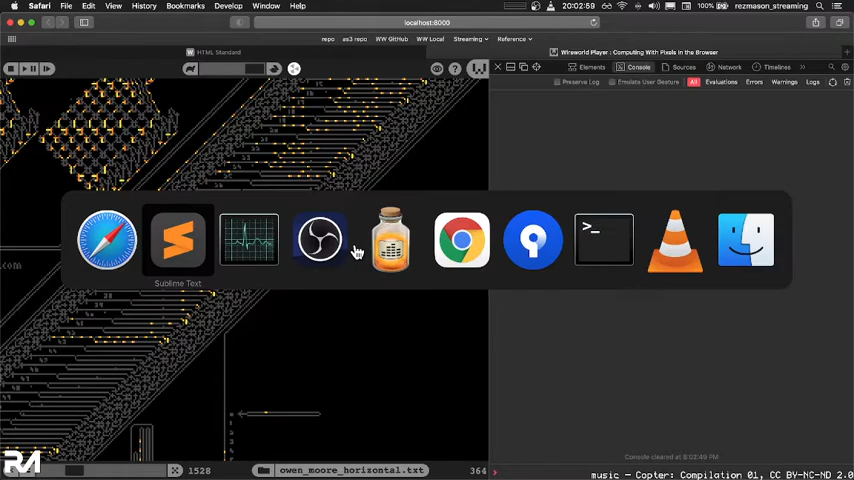 Safari File Edit View History Bookmarks Develop Window Help
20:02:59 100% rezmason_streaming
localhost:8000
repo as3 repo WW GitHub WW Local Streaming Reference
HTML Standard
Wireworld Player : Computing With Pixels in the Browser
Elements Console Sources Network Timelines
Preserve Log Emulate User Gesture All Evaluations Errors Warnings Logs
.com
>_
Sublime Text
Console cleared at 8:02:49 PM
RM 1528 owen_moore_horizontal.txt 364
music – Copter: Compilation 01, CC BY-NC-ND 2.0